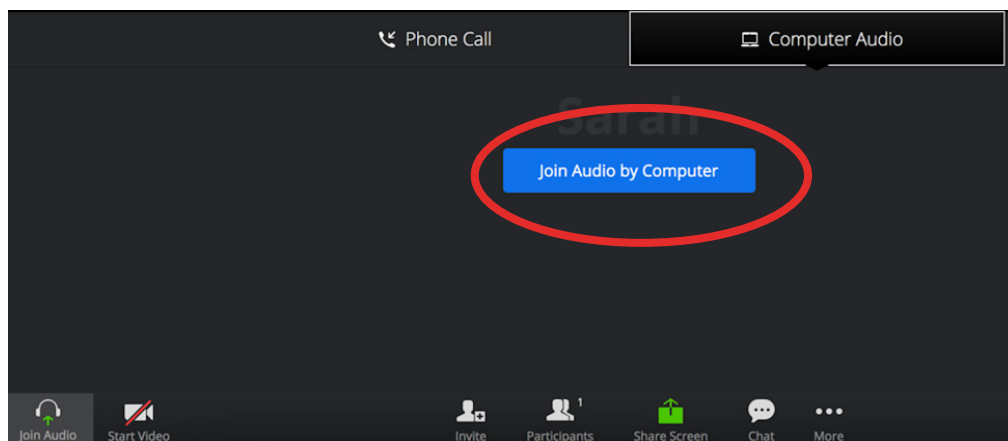 Phone Call
Computer Audio
Sarah
Join Audio by Computer
1
Join Audio
Start Video
Invite
Participants
Share Screen
Chat
More